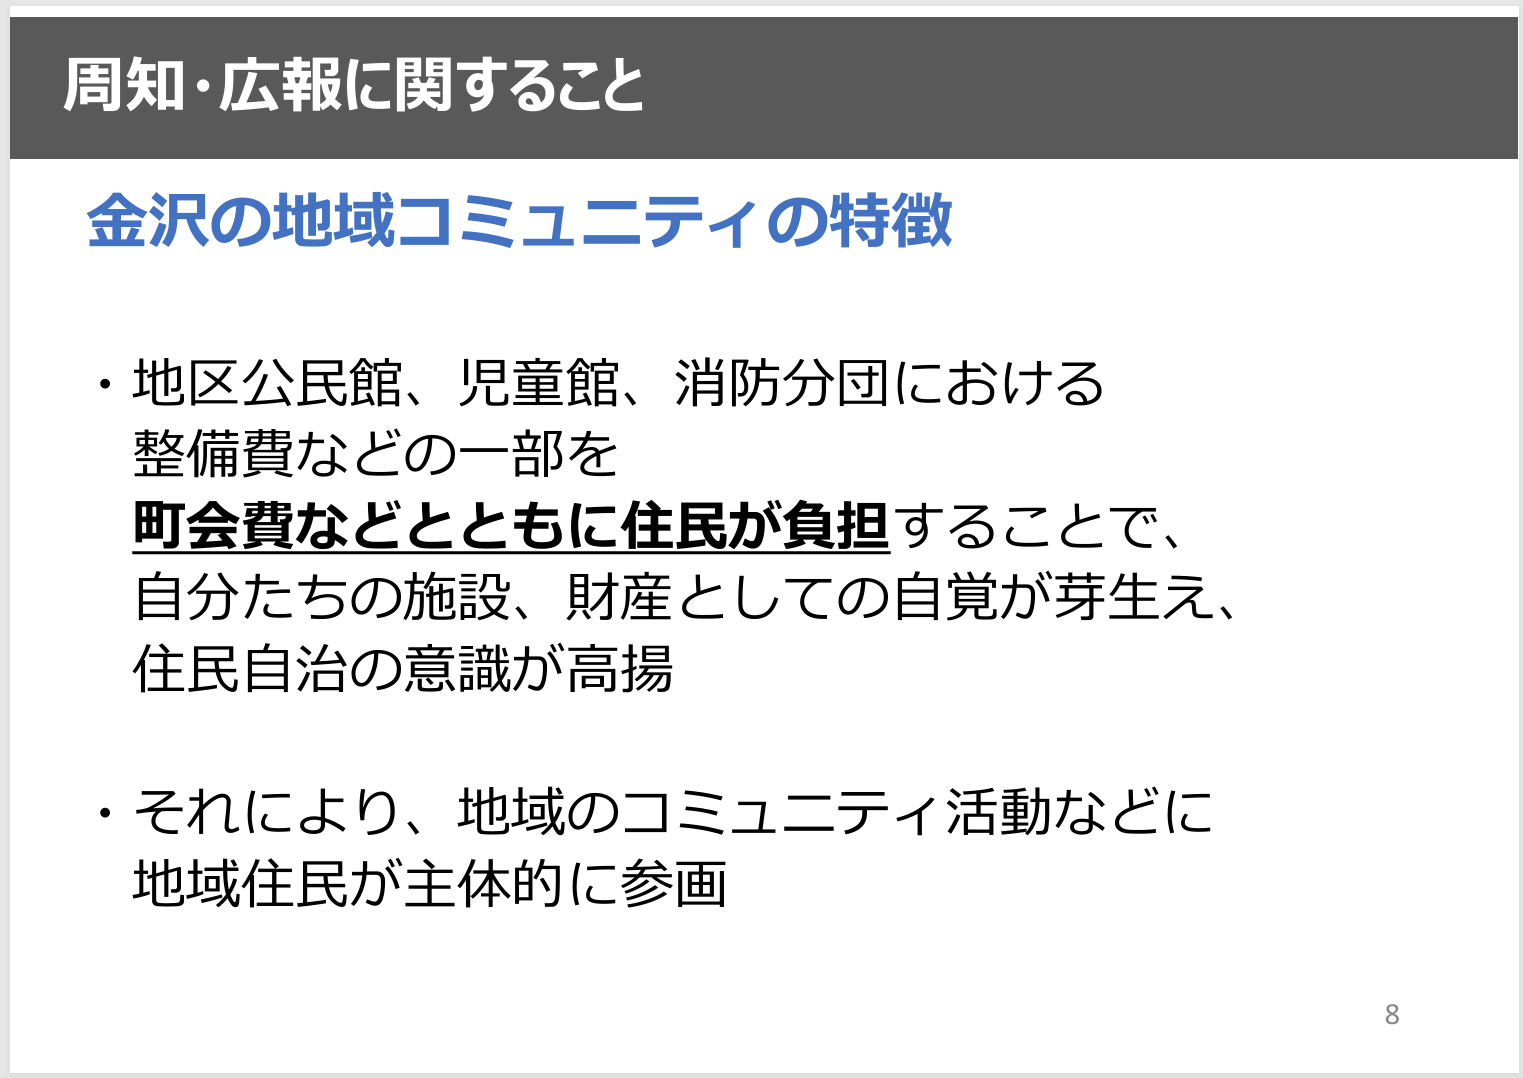 周知・広報に関すること
金沢の地域コミュニティの特徴
・地区公民館、児童館、消防分団における
整備費などの一部を
町会費などとともに住民が負担することで、
自分たちの施設、財産としての自覚が芽生え、
住民自治の意識が高揚
・それにより、地域のコミュニティ活動などに
地域住民が主体的に参画
8